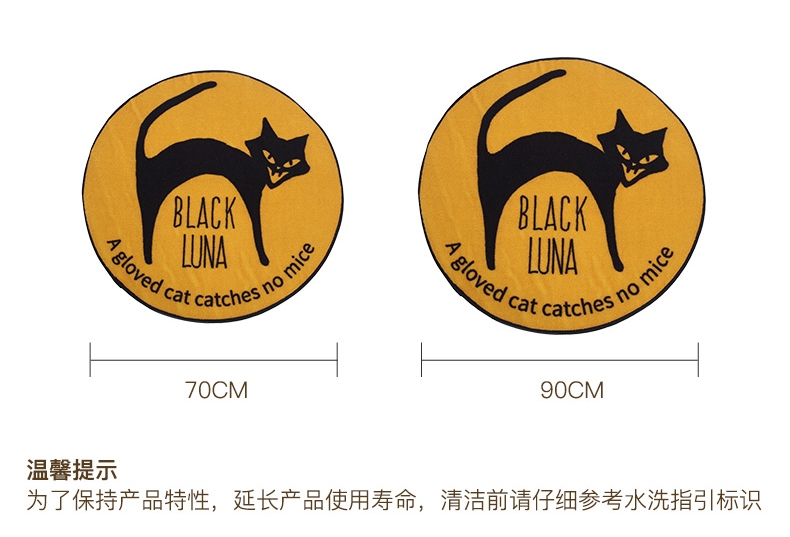 BLACK
LUNA
A gloved cat catches no mice
BLACK
LUNA
A gloved cat catches no mice
70CM
90CM
温馨提示
为了保持产品特性，延长产品使用寿命，清洁前请仔细参考水洗指引标识